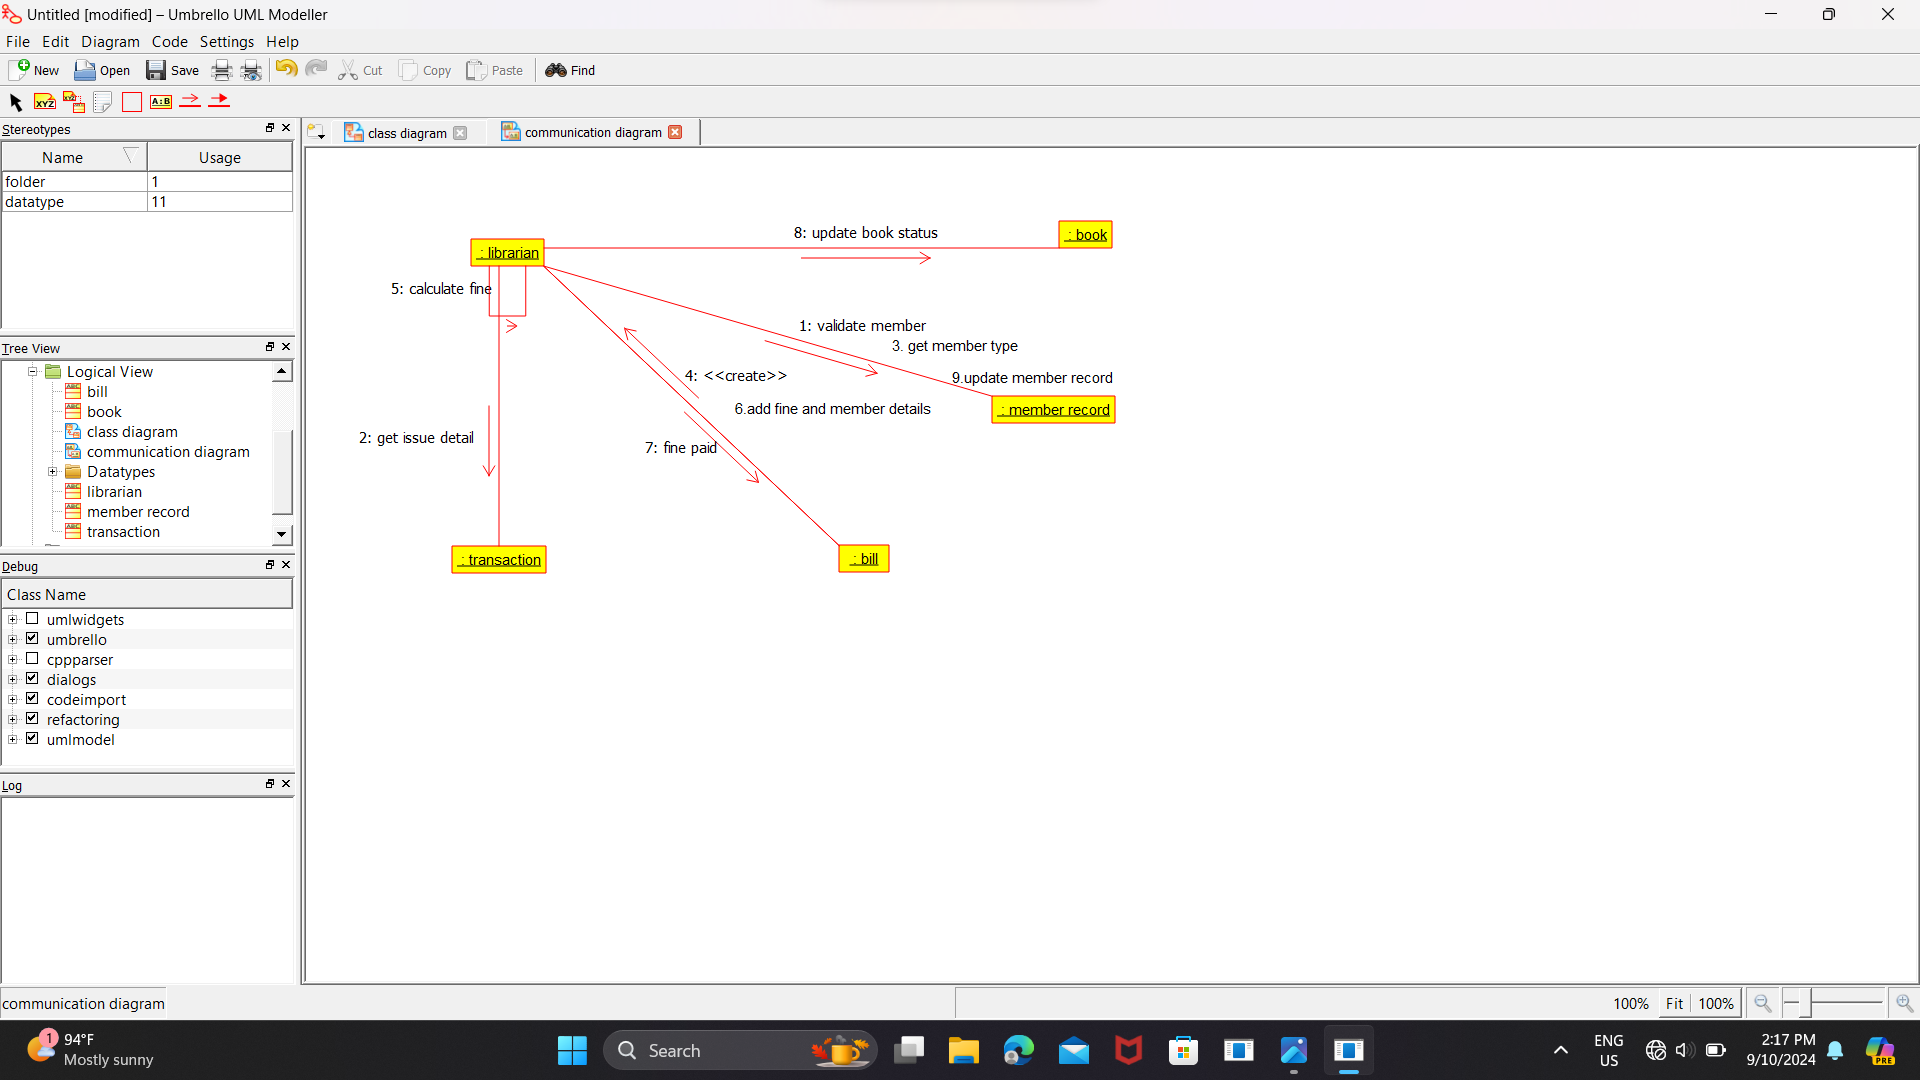 Untitled [modified] – Umbrello UML Modeller
File Edit Diagram Code Settings Help
New Open Save Cut Copy Paste Find
XYZ XYZ A:B
Stereotypes
class diagram communication diagram
Name Usage
folder 1
datatype 11
Tree View
Logical View
bill
book
class diagram
communication diagram
Datatypes
librarian
member record
transaction
Debug
Class Name
umlwidgets
umbrello
cppparser
dialogs
codeimport
refactoring
umlmodel
Log
8: update book status
: book
: librarian
5: calculate fine
1: validate member
3. get member type
4: <<create>>
9.update member record
6.add fine and member details
: member record
2: get issue detail
7: fine paid
: transaction
: bill
communication diagram
100% Fit 100%
1
94°F
Mostly sunny
Search
ENG
US
2:17 PM
9/10/2024
PRE